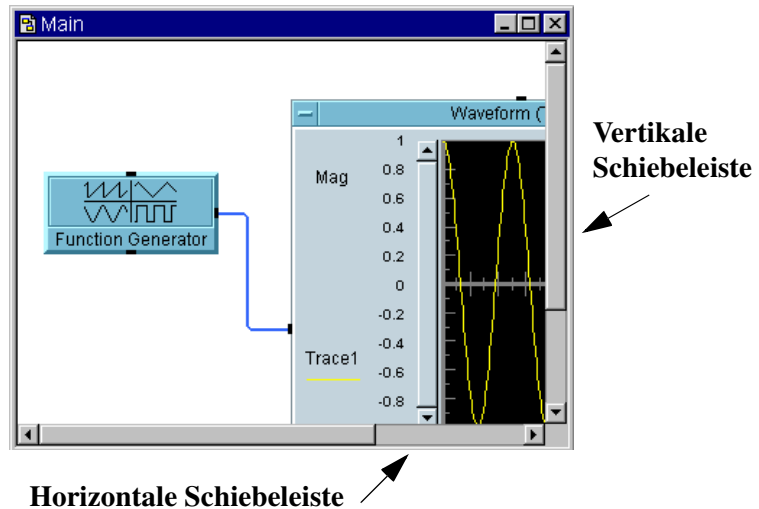 Main
Waveform (
Vertikale
Schiebeleiste
1
Mag
0.8
0.6
0.4
0.2
0
-0.2
-0.4
-0.6
-0.8
Function Generator
Trace1
Horizontale Schiebeleiste